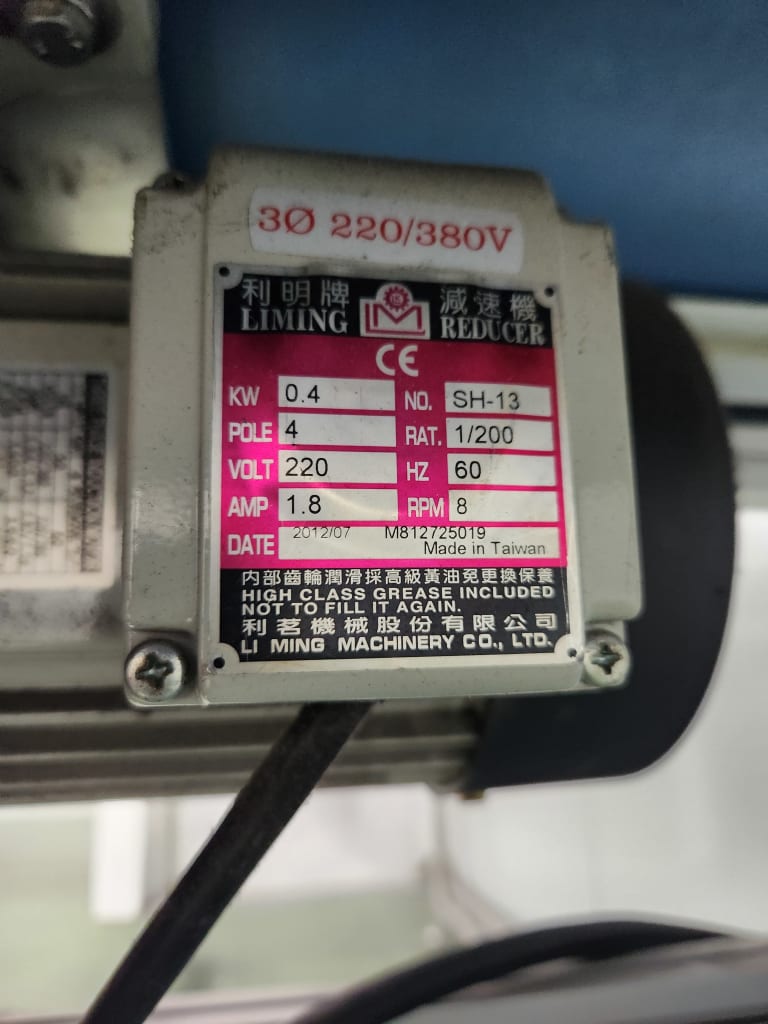 3Ø 220/380V
利明牌 減速機
LIMING REDUCER
CE
KW 0.4 NO. SH-13
POLE 4 RAT. 1/200
VOLT 220 HZ 60
AMP 1.8 RPM 8
DATE 2012/07 M812725019
Made in Taiwan
內部齒輪潤滑採高級黃油免更換保養
HIGH CLASS GREASE INCLUDED
NOT TO FILL IT AGAIN.
利茗機械股份有限公司
LI MING MACHINERY CO., LTD.